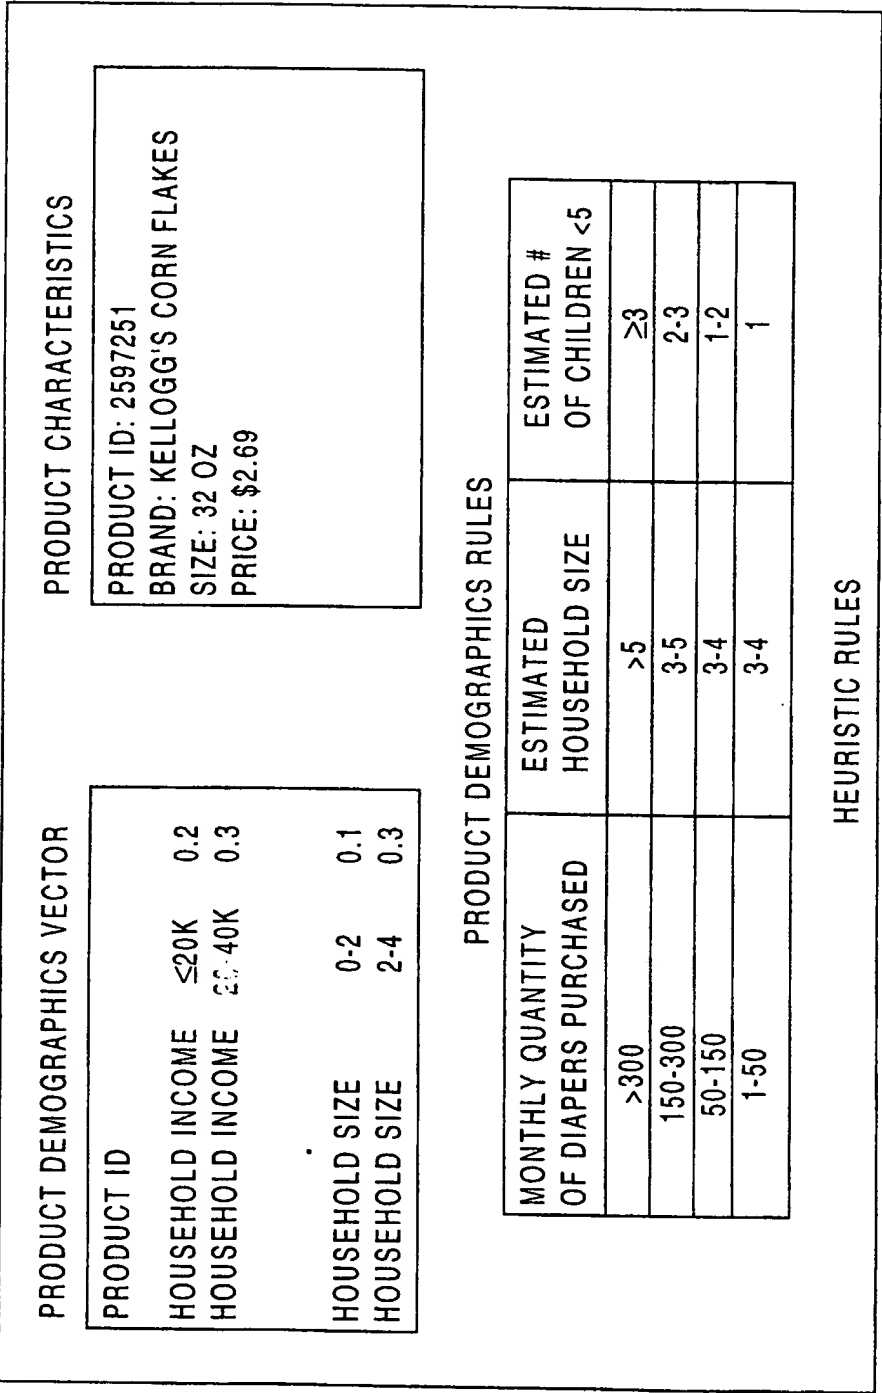 PRODUCT DEMOGRAPHICS VECTOR
PRODUCT ID
HOUSEHOLD INCOME ≤20K 0.2
HOUSEHOLD INCOME 40K 0.3
HOUSEHOLD SIZE 0-2 0.1
HOUSEHOLD SIZE 2-4 0.3
PRODUCT CHARACTERISTICS
PRODUCT ID: 2597251
BRAND: KELLOGG'S CORN FLAKES
SIZE: 32 OZ
PRICE: $2.69
PRODUCT DEMOGRAPHICS RULES
MONTHLY QUANTITY
OF DIAPERS PURCHASED
ESTIMATED
HOUSEHOLD SIZE
ESTIMATED #
OF CHILDREN <5
>300 >5 ≥3
150-300 3-5 2-3
50-150 3-4 1-2
1-50 3-4 1
HEURISTIC RULES